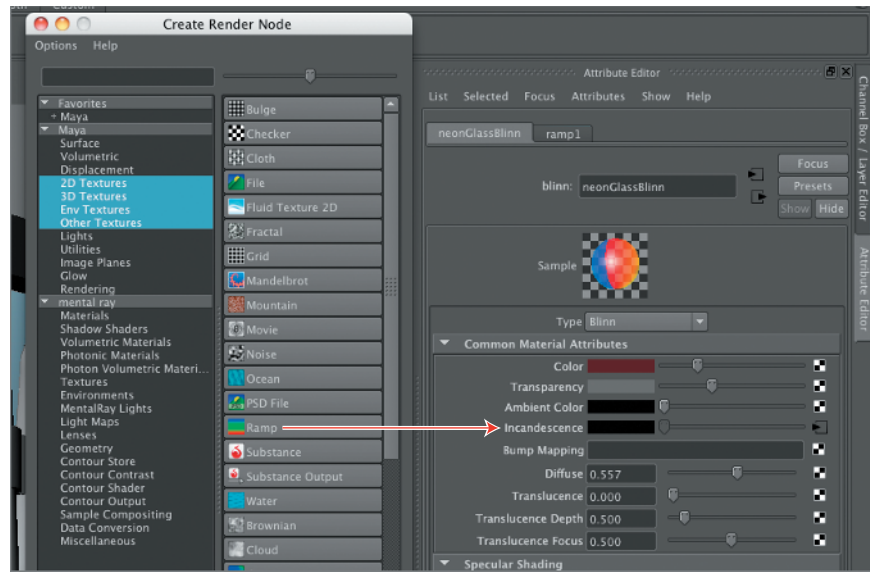 Custom
Create Render Node
Options Help
Favorites
+ Maya
Maya
Surface
Volumetric
Displacement
2D Textures
3D Textures
Env Textures
Other Textures
Lights
Utilities
Image Planes
Glow
Rendering
mental ray
Materials
Shadow Shaders
Volumetric Materials
Photonic Materials
Photon Volumetric Materi...
Textures
Environments
MentalRay Lights
Light Maps
Lenses
Geometry
Contour Store
Contour Contrast
Contour Shader
Contour Output
Sample Compositing
Data Conversion
Miscellaneous
Bulge
Checker
Cloth
File
Fluid Texture 2D
Fractal
Grid
Mandelbrot
Mountain
Movie
Noise
Ocean
PSD File
Ramp
Substance
Substance Output
Water
Brownian
Cloud
Attribute Editor
List Selected Focus Attributes Show Help
neonGlassBlinn ramp1
blinn: neonGlassBlinn
Focus
Presets
Show Hide
Sample
Type Blinn
Common Material Attributes
Color
Transparency
Ambient Color
Incandescence
Bump Mapping
Diffuse 0.557
Translucence 0.000
Translucence Depth 0.500
Translucence Focus 0.500
Specular Shading
Channel Box / Layer Editor
Attribute Editor